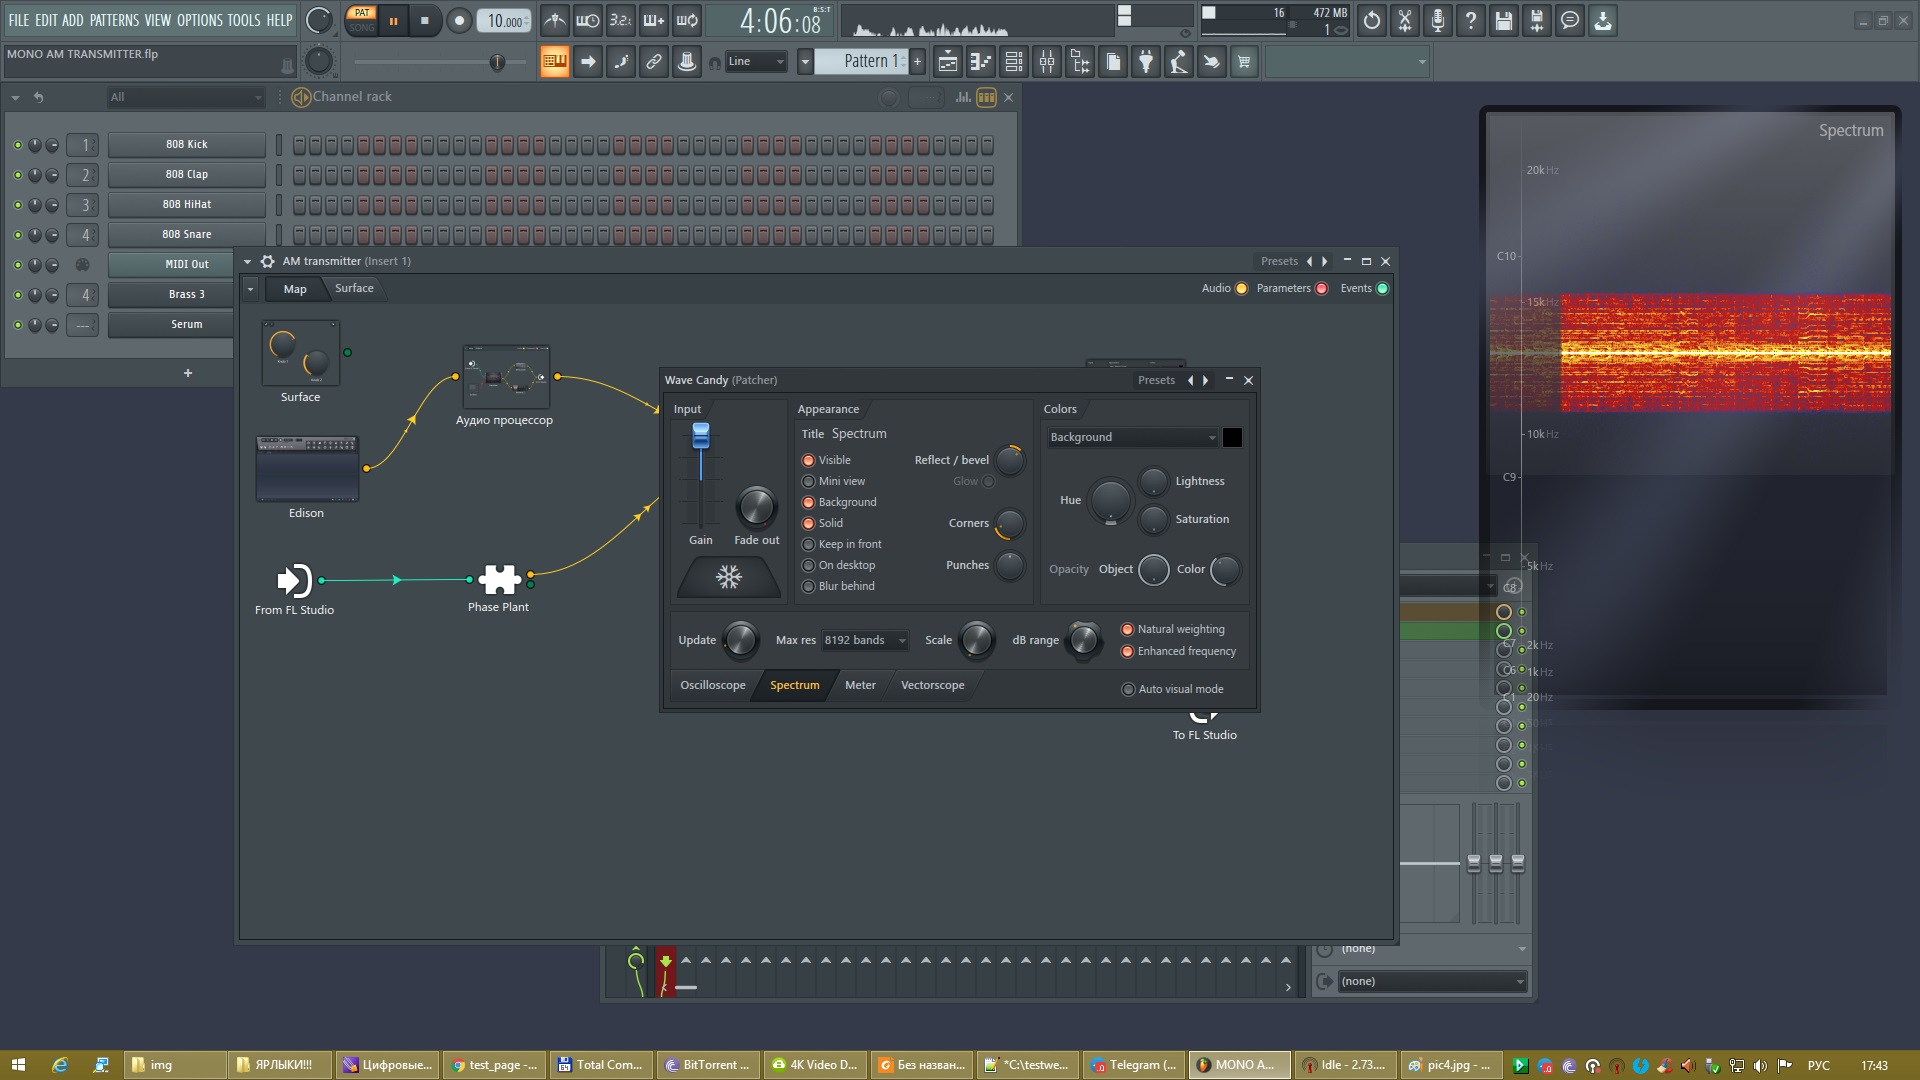 FILE EDIT ADD PATTERNS VIEW OPTIONS TOOLS HELP
PAT
SONG
10.000
3.2.
4:06:08
B:S:T
16
472 MB
1
MONO AM TRANSMITTER.flp
Line
Pattern 1
All
Channel rack
Spectrum
1
808 Kick
2
808 Clap
3
808 HiHat
4
808 Snare
MIDI Out
4
Brass 3
---
Serum
+
20kHz
C10
15kHz
10kHz
C9
5kHz
C8
C7
2kHz
C6
1kHz
C1
20Hz
AM transmitter (Insert 1)
Presets
Map
Surface
Audio
Parameters
Events
Surface
Аудио процессор
Edison
From FL Studio
Phase Plant
To FL Studio
Wave Candy (Patcher)
Presets
Input
Appearance
Colors
Title
Spectrum
Background
Visible
Reflect / bevel
Mini view
Glow
Lightness
Background
Hue
Solid
Corners
Saturation
Gain
Fade out
Keep in front
On desktop
Punches
Opacity
Object
Color
Blur behind
Update
Max res
8192 bands
Scale
dB range
Natural weighting
Enhanced frequency
Oscilloscope
Spectrum
Meter
Vectorscope
Auto visual mode
(none)
(none)
img
ЯРЛЫКИ!!!
Цифровые...
test_page -...
Total Com...
BitTorrent ...
4K Video D...
Без назван...
*C:\testwe...
Telegram (...
MONO A...
Idle - 2.73....
pic4.jpg - ...
РУС
17:43